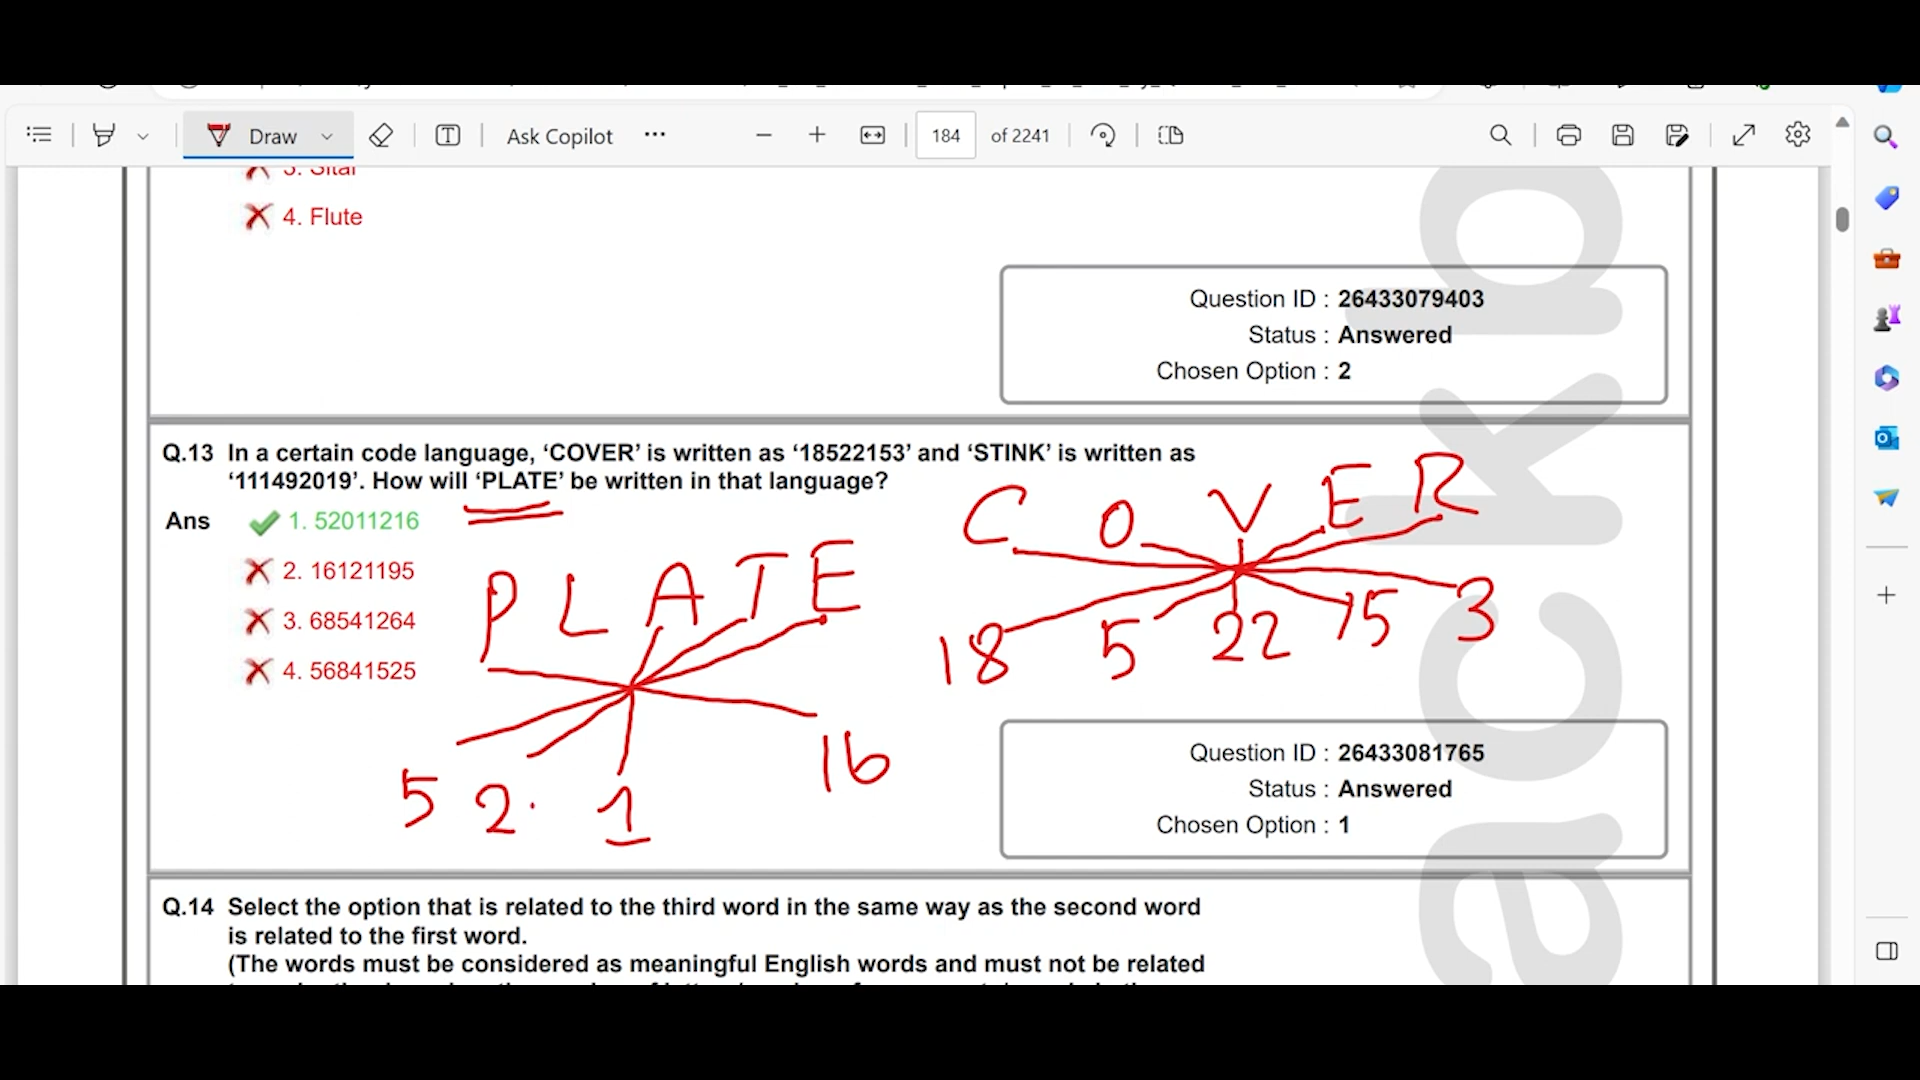 Draw
Ask Copilot
184 of 2241
4. Flute
Question ID : 26433079403
Status : Answered
Chosen Option : 2
Q.13 In a certain code language, ‘COVER’ is written as ‘18522153’ and ‘STINK’ is written as
‘111492019’. How will ‘PLATE’ be written in that language?
Ans 1. 52011216
2. 16121195
3. 68541264
4. 56841525
C O V E R
18 5 22 15 3
P L A T E
5 2 1 16
Question ID : 26433081765
Status : Answered
Chosen Option : 1
Q.14 Select the option that is related to the third word in the same way as the second word
is related to the first word.
(The words must be considered as meaningful English words and must not be related
ack